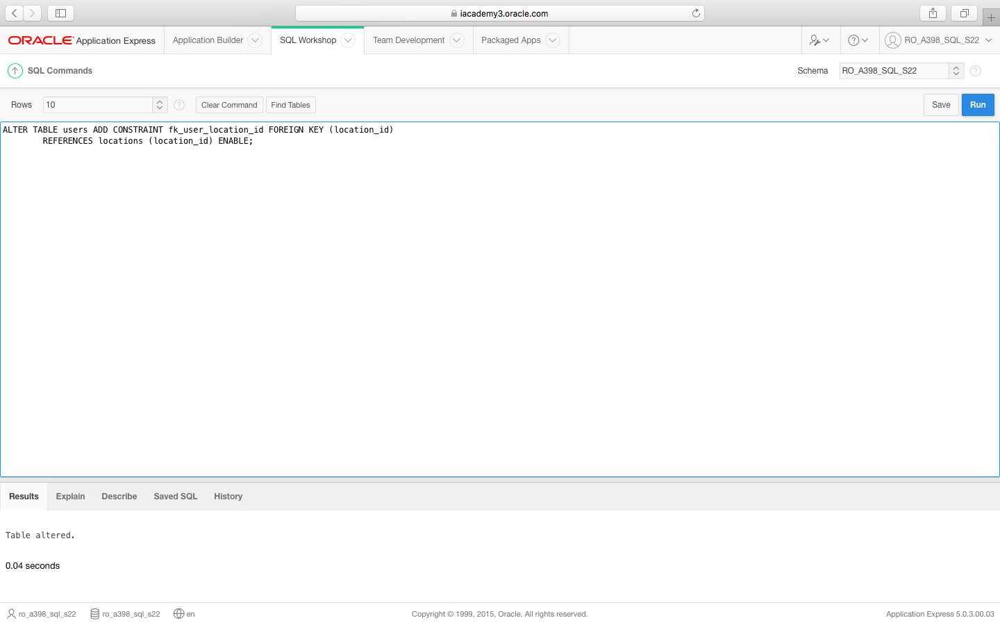 iacademy3.oracle.com
ORACLE Application Express Application Builder SQL Workshop Team Development Packaged Apps RO_A398_SQL_S22
SQL Commands Schema RO_A398_SQL_S22
Rows 10 Clear Command Find Tables Save Run
ALTER TABLE users ADD CONSTRAINT fk_user_location_id FOREIGN KEY (location_id)
REFERENCES locations (location_id) ENABLE;
Results Explain Describe Saved SQL History
Table altered.
0.04 seconds
ro_a398_sql_s22 ro_a398_sql_s22 en Copyright © 1999, 2015, Oracle. All rights reserved. Application Express 5.0.3.00.03